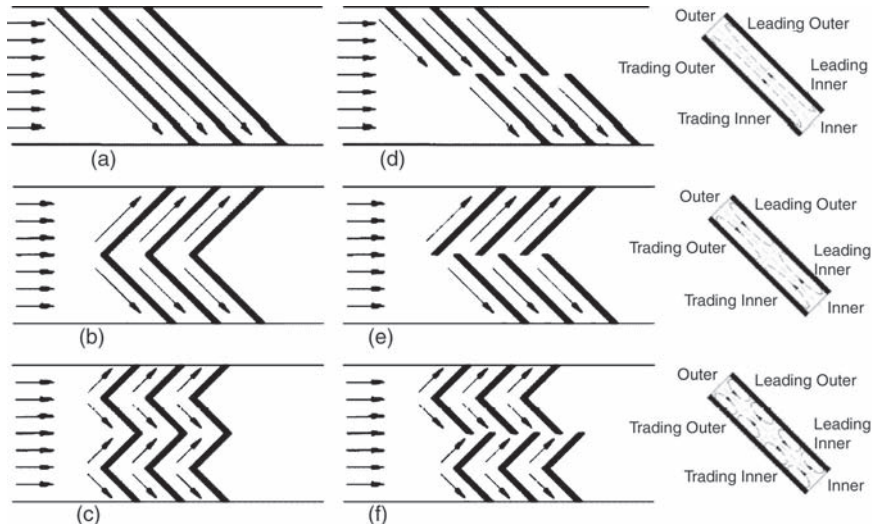 Outer
Leading Outer
Trading Outer
Leading
Inner
Trading Inner
Inner
(a)
(d)
Outer
Leading Outer
Trading Outer
Leading
Inner
Trading Inner
Inner
(b)
(e)
Outer
Leading Outer
Trading Outer
Leading
Inner
Trading Inner
Inner
(c)
(f)